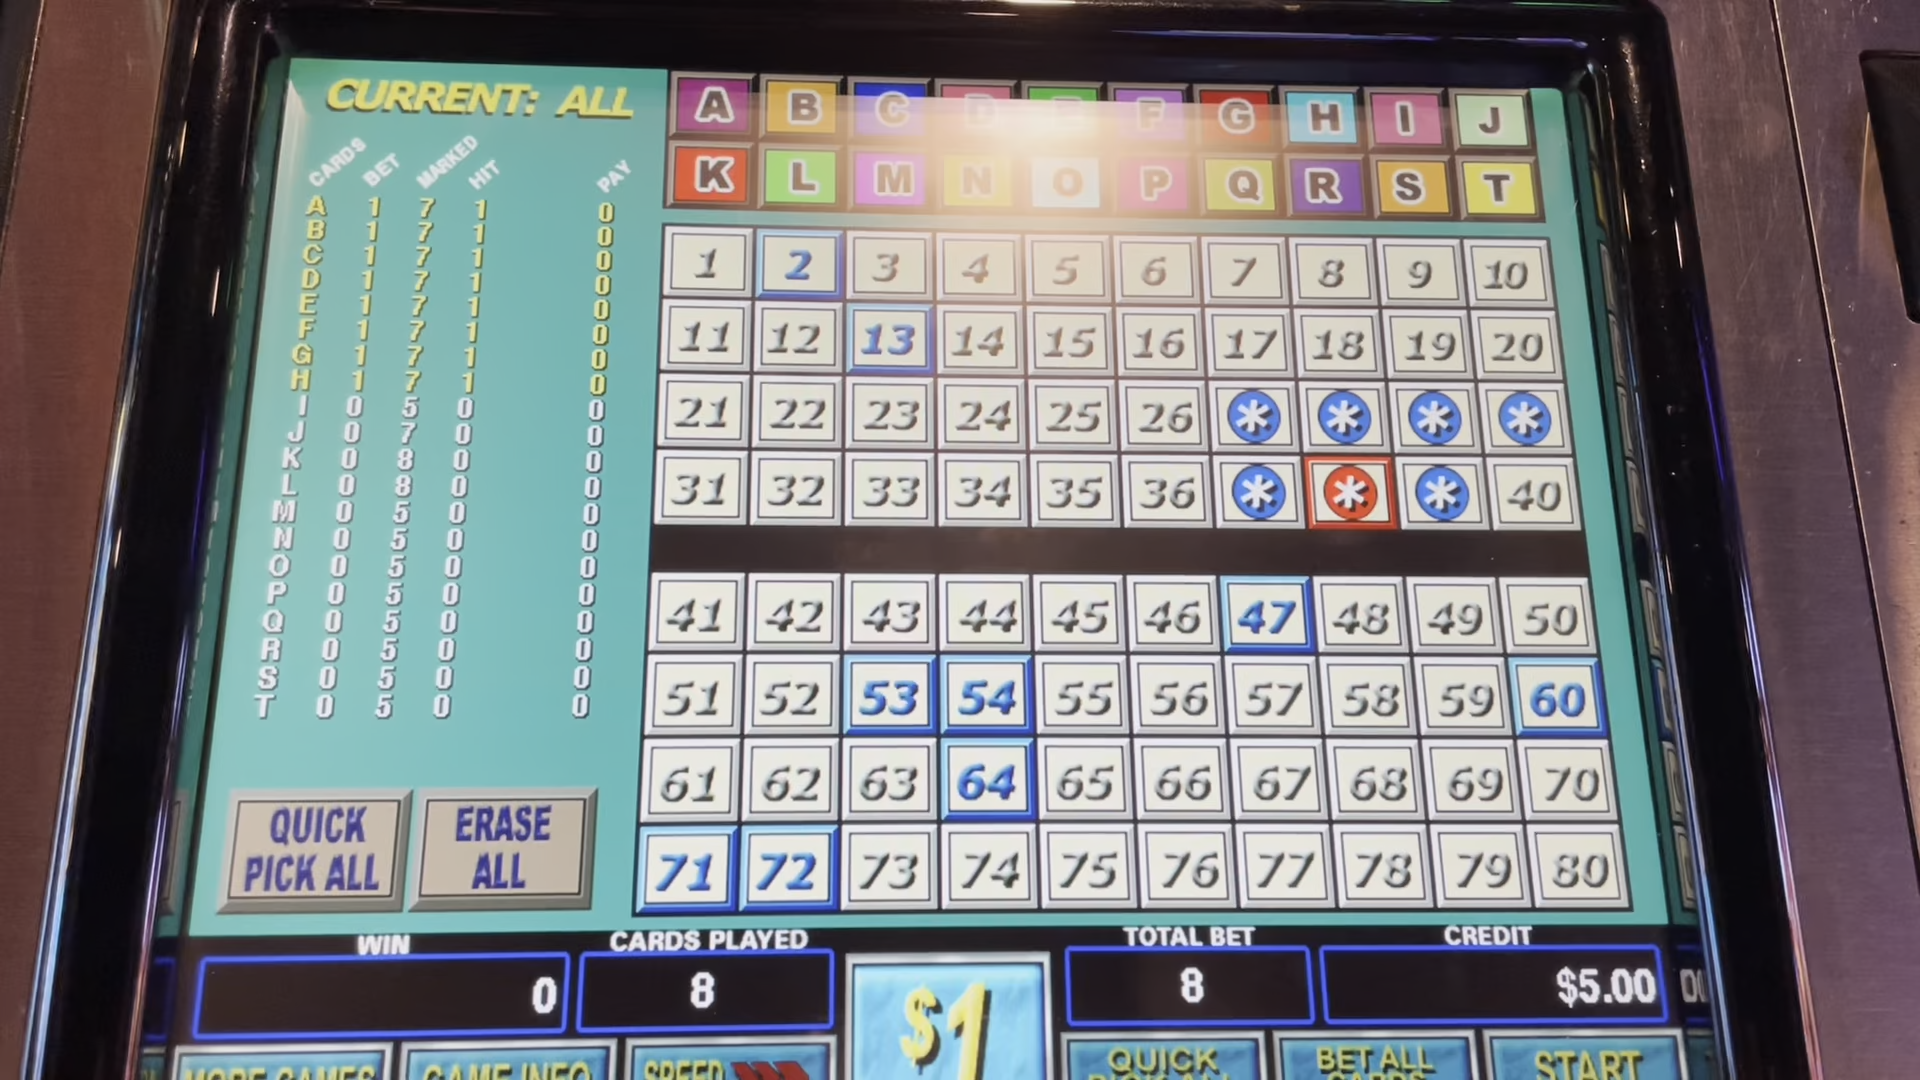 CURRENT: ALL
A B C D E F G H I J
K L M N O P Q R S T
CARDS BET MARKED HIT PAY
A 1 7 1 0
B 1 7 1 0
C 1 7 1 0
D 1 7 1 0
E 1 7 1 0
F 1 7 1 0
G 1 7 1 0
H 1 7 1 0
I 0 5 0 0
J 0 7 0 0
K 0 8 0 0
L 0 8 0 0
M 0 5 0 0
N 0 5 0 0
O 0 5 0 0
P 0 5 0 0
Q 0 5 0 0
R 0 5 0 0
S 0 5 0 0
T 0 5 0 0
1 2 3 4 5 6 7 8 9 10
11 12 13 14 15 16 17 18 19 20
21 22 23 24 25 26 * * * *
31 32 33 34 35 36 * * * 40
41 42 43 44 45 46 47 48 49 50
51 52 53 54 55 56 57 58 59 60
61 62 63 64 65 66 67 68 69 70
71 72 73 74 75 76 77 78 79 80
QUICK
PICK ALL
ERASE
ALL
WIN CARDS PLAYED TOTAL BET CREDIT
0 8 8 $5.00
$1
MORE GAMES GAME INFO SPEED
QUICK
PICK ALL
BET ALL
CARDS
START